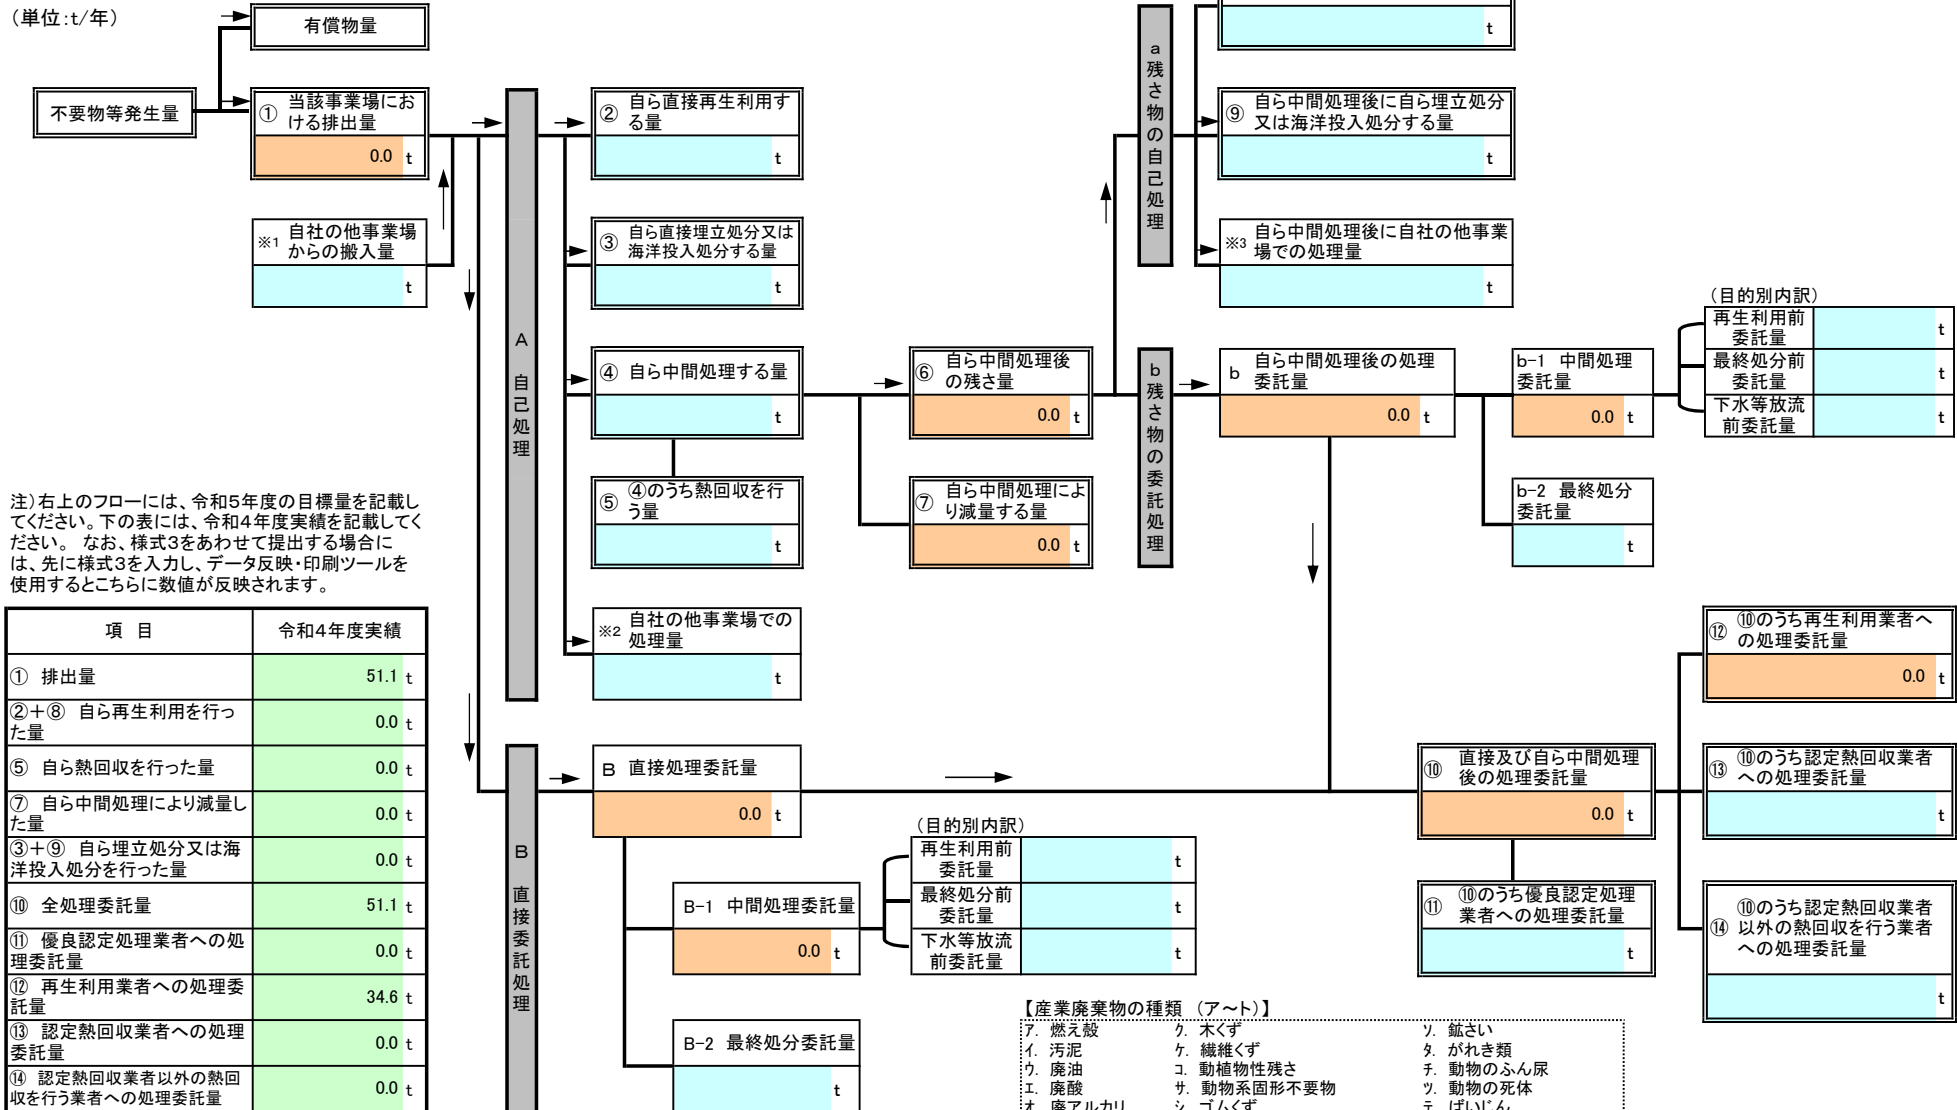 （単位：t/年）
有償物量
t
不要物等発生量
① 当該事業場にお
ける排出量
0.0 t
※1 自社の他事業場
からの搬入量
t
A 自己処理
② 自ら直接再生利用す
る量
t
③ 自ら直接埋立処分又は
海洋投入処分する量
t
④ 自ら中間処理する量
t
⑤ ④のうち熱回収を行
う量
t
※2 自社の他事業場での
処理量
t
⑥ 自ら中間処理後
の残さ量
0.0 t
⑦ 自ら中間処理によ
り減量する量
0.0 t
a 残さ物の自己処理
⑨ 自ら中間処理後に自ら埋立処分
又は海洋投入処分する量
t
※3 自ら中間処理後に自社の他事業
場での処理量
t
b 残さ物の委託処理
b 自ら中間処理後の処理
委託量
0.0 t
b-1 中間処理
委託量
0.0 t
（目的別内訳）
再生利用前
委託量
t
最終処分前
委託量
t
下水等放流
前委託量
t
b-2 最終処分
委託量
t
注）右上のフローには、令和５年度の目標量を記載し
てください。下の表には、令和４年度実績を記載してく
ださい。 なお、様式３をあわせて提出する場合に
は、先に様式３を入力し、データ反映・印刷ツールを
使用するとこちらに数値が反映されます。
項 目 令和４年度実績
① 排出量 51.1 t
②＋⑧ 自ら再生利用を行っ
た量 0.0 t
⑤ 自ら熱回収を行った量 0.0 t
⑦ 自ら中間処理により減量し
た量 0.0 t
③＋⑨ 自ら埋立処分又は海
洋投入処分を行った量 0.0 t
⑩ 全処理委託量 51.1 t
⑪ 優良認定処理業者への処
理委託量 0.0 t
⑫ 再生利用業者への処理委
託量 34.6 t
⑬ 認定熱回収業者への処理
委託量 0.0 t
⑭ 認定熱回収業者以外の熱回
収を行う業者への処理委託量 0.0 t
B 直接委託処理
B 直接処理委託量
0.0 t
B-1 中間処理委託量
0.0 t
（目的別内訳）
再生利用前
委託量
t
最終処分前
委託量
t
下水等放流
前委託量
t
B-2 最終処分委託量
t
⑩ 直接及び自ら中間処理
後の処理委託量
0.0 t
⑪ ⑩のうち優良認定処理
業者への処理委託量
t
⑫ ⑩のうち再生利用業者へ
の処理委託量
0.0 t
⑬ ⑩のうち認定熱回収業者
への処理委託量
t
⑭ ⑩のうち認定熱回収業者
以外の熱回収を行う業者
への処理委託量
t
【産業廃棄物の種類 （ア～ト）】
ア. 燃え殻 ク. 木くず ソ. 鉱さい
イ. 汚泥 ケ. 繊維くず タ. がれき類
ウ. 廃油 コ. 動植物性残さ チ. 動物のふん尿
エ. 廃酸 サ. 動物系固形不要物 ツ. 動物の死体
オ. 廃アルカリ シ. ゴムくず テ. ばいじん